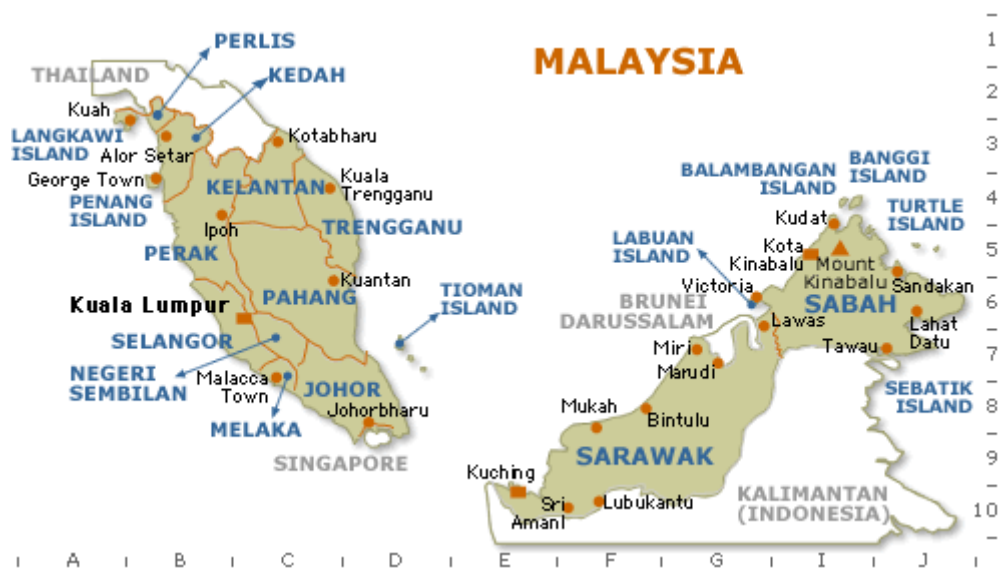 MALAYSIA
PERLIS
THAILAND
KEDAH
Kuah
LANGKAWI
ISLAND
Alor Setar
Kotabharu
George Town
PENANG
ISLAND
KELANTAN
Kuala
Trengganu
Ipoh
TRENGGANU
PERAK
Kuantan
PAHANG
Kuala Lumpur
TIOMAN
ISLAND
SELANGOR
NEGERI
SEMBILAN
Malacca
Town
JOHOR
Johorbharu
MELAKA
SINGAPORE
BALAMBANGAN
ISLAND
BANGGI
ISLAND
Kudat
TURTLE
ISLAND
LABUAN
ISLAND
Kota
Kinabalu
Mount
Kinabalu
Victoria
Sandakan
SABAH
BRUNEI
DARUSSALAM
Lawas
Lahat
Datu
Miri
Marudi
Tawau
SEBATIK
ISLAND
Mukah
Bintulu
SARAWAK
Kuching
Sri
Amanl
Lubukantu
KALIMANTAN
(INDONESIA)
1
2
3
4
5
6
7
8
9
10
A B C D E F G H I J